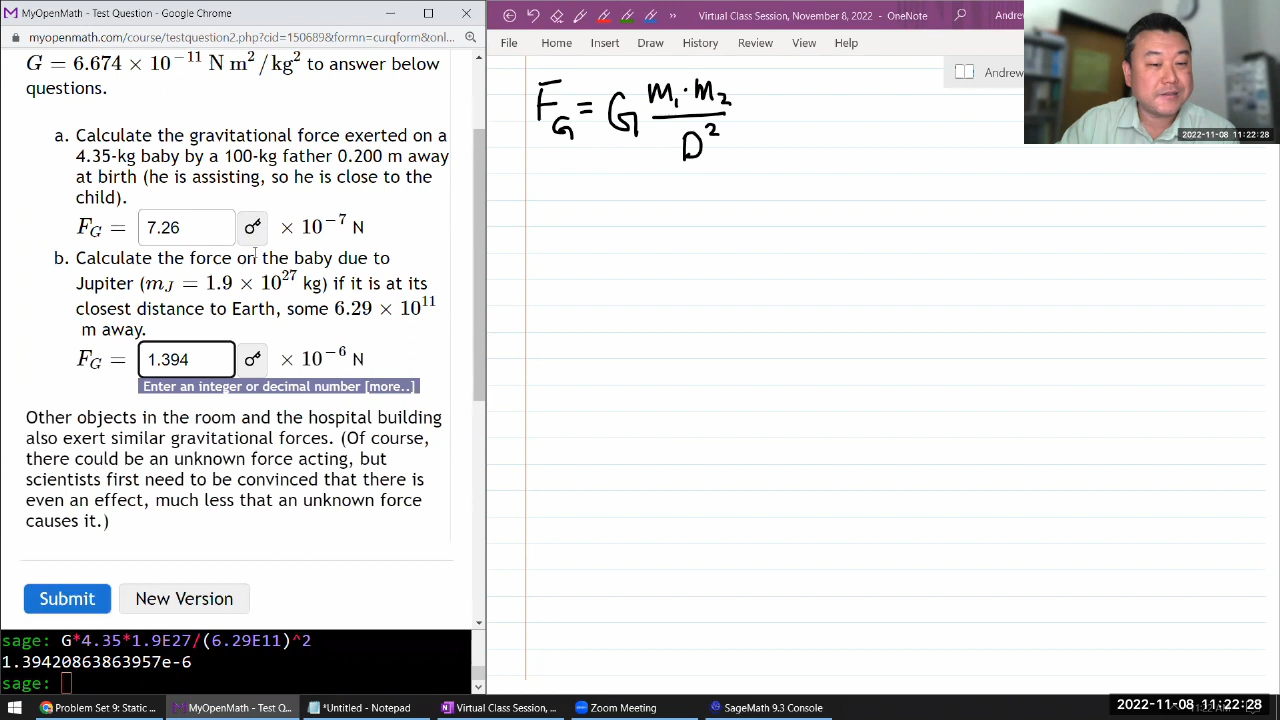 MyOpenMath - Test Question - Google Chrome
myopenmath.com/course/testquestion2.php?cid=150689&formn=curqform&onl...
G = 6.674 × 10⁻¹¹ N m² / kg² to answer below
questions.
a. Calculate the gravitational force exerted on a
4.35-kg baby by a 100-kg father 0.200 m away
at birth (he is assisting, so he is close to the
child).
F_G = 7.26 × 10⁻⁷ N
b. Calculate the force on the baby due to
Jupiter (m_J = 1.9 × 10²⁷ kg) if it is at its
closest distance to Earth, some 6.29 × 10¹¹
m away.
F_G = 1.394 × 10⁻⁶ N
Enter an integer or decimal number [more..]
Other objects in the room and the hospital building
also exert similar gravitational forces. (Of course,
there could be an unknown force acting, but
scientists first need to be convinced that there is
even an effect, much less that an unknown force
causes it.)
Submit New Version
sage: G*4.35*1.9E27/(6.29E11)^2
1.39420863863957e-6
sage:
Virtual Class Session, November 8, 2022 - OneNote
Andrew
File Home Insert Draw History Review View Help
Andrew
F_G = G m₁·m₂ / D²
2022-11-08 11:22:28
Problem Set 9: Static ... MyOpenMath - Test Q... *Untitled - Notepad Virtual Class Session, ... Zoom Meeting SageMath 9.3 Console
2022-11-08 11:22:28